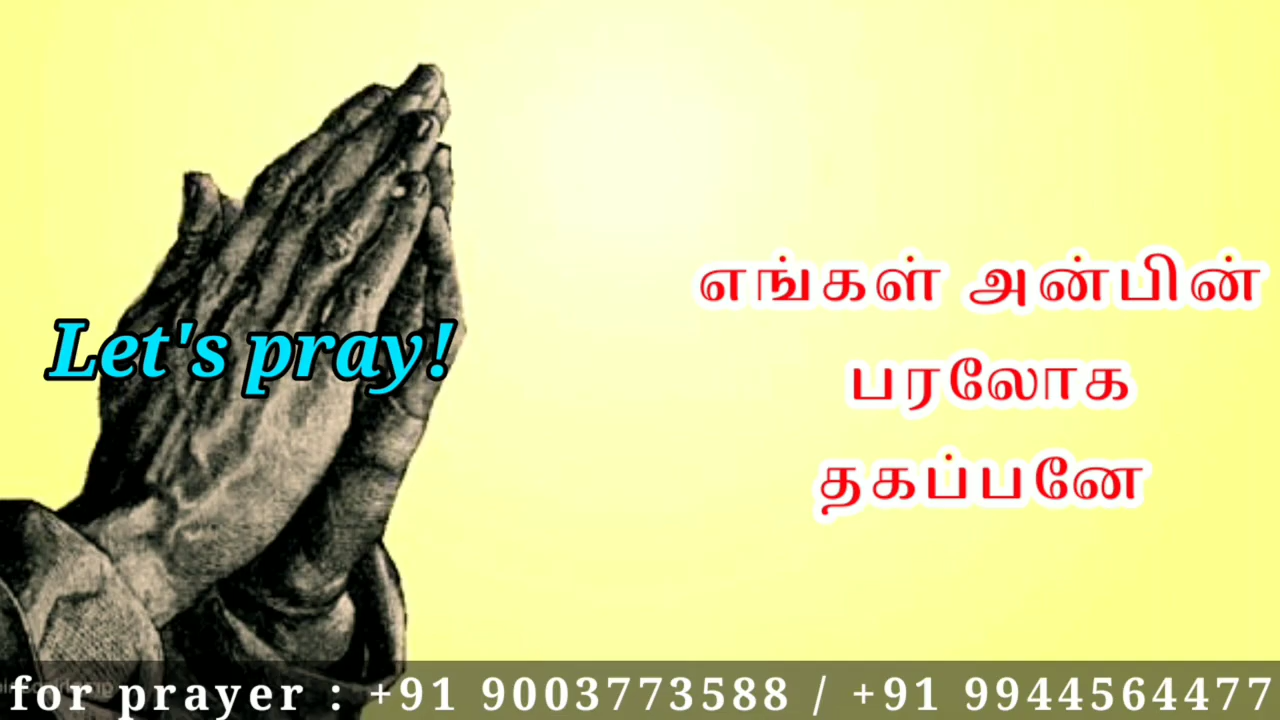 Let's pray!
எங்கள் அன்பின்
பரலோக
தகப்பனே
for prayer : +91 9003773588 / +91 9944564477